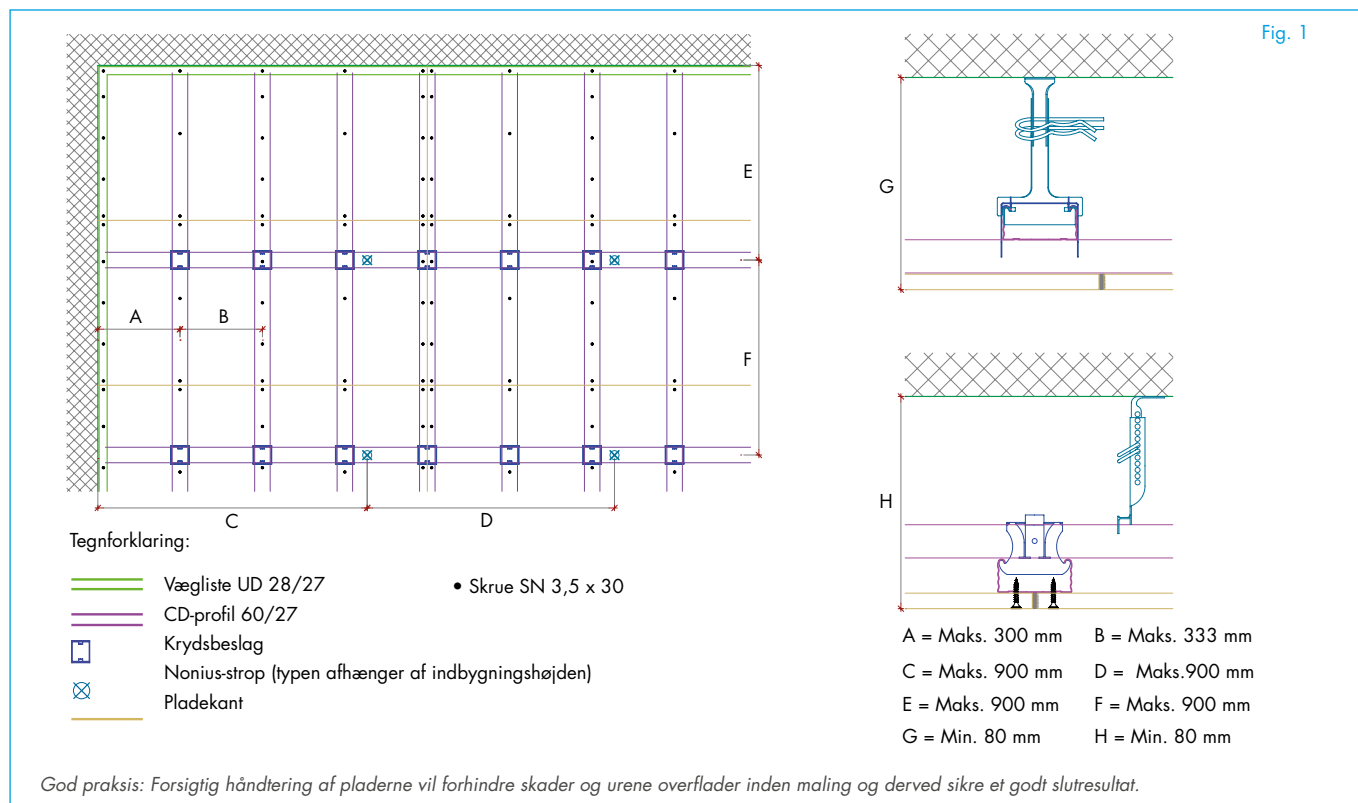 Fig. 1
E
G
A
B
F
H
C
D
Tegnforklaring:
Vægliste UD 28/27
• Skrue SN 3,5 x 30
CD-profil 60/27
Krydsbeslag
Nonius-strop (typen afhænger af indbygningshøjden)
Pladekant
A = Maks. 300 mm B = Maks. 333 mm
C = Maks. 900 mm D = Maks.900 mm
E = Maks. 900 mm F = Maks. 900 mm
G = Min. 80 mm H = Min. 80 mm
God praksis: Forsigtig håndtering af pladerne vil forhindre skader og urene overflader inden maling og derved sikre et godt slutresultat.